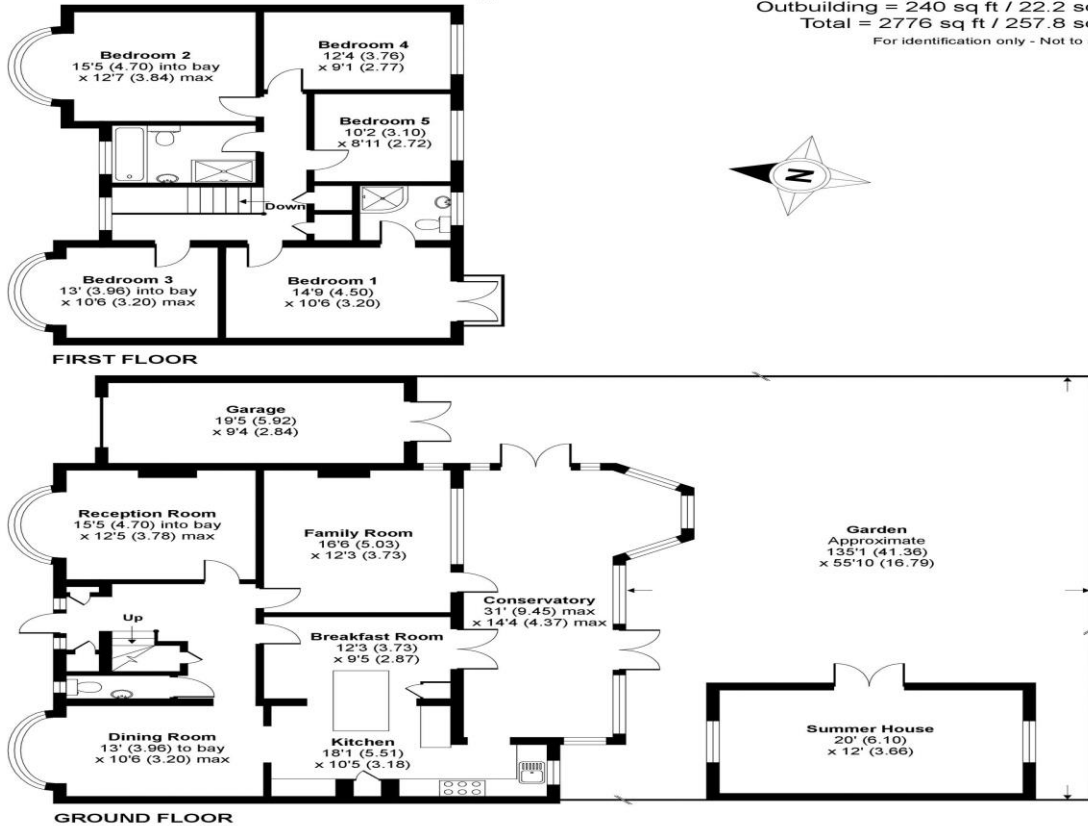 Outbuilding = 240 sq ft / 22.2 sq
Total = 2776 sq ft / 257.8 sq
For identification only - Not to
Bedroom 2
15'5 (4.70) into bay
x 12'7 (3.84) max
Bedroom 4
12'4 (3.76)
x 9'1 (2.77)
Bedroom 5
10'2 (3.10)
x 8'11 (2.72)
N
Down
Bedroom 3
13' (3.96) into bay
x 10'6 (3.20) max
Bedroom 1
14'9 (4.50)
x 10'6 (3.20)
FIRST FLOOR
Garage
19'5 (5.92)
x 9'4 (2.84)
Reception Room
15'5 (4.70) into bay
x 12'5 (3.78) max
Family Room
16'6 (5.03)
x 12'3 (3.73)
Garden
Approximate
135'1 (41.36)
x 55'10 (16.79)
Conservatory
31' (9.45) max
x 14'4 (4.37) max
Up
Breakfast Room
12'3 (3.73)
x 9'5 (2.87)
Dining Room
13' (3.96) to bay
x 10'6 (3.20) max
Kitchen
18'1 (5.51)
x 10'5 (3.18)
Summer House
20' (6.10)
x 12' (3.66)
GROUND FLOOR